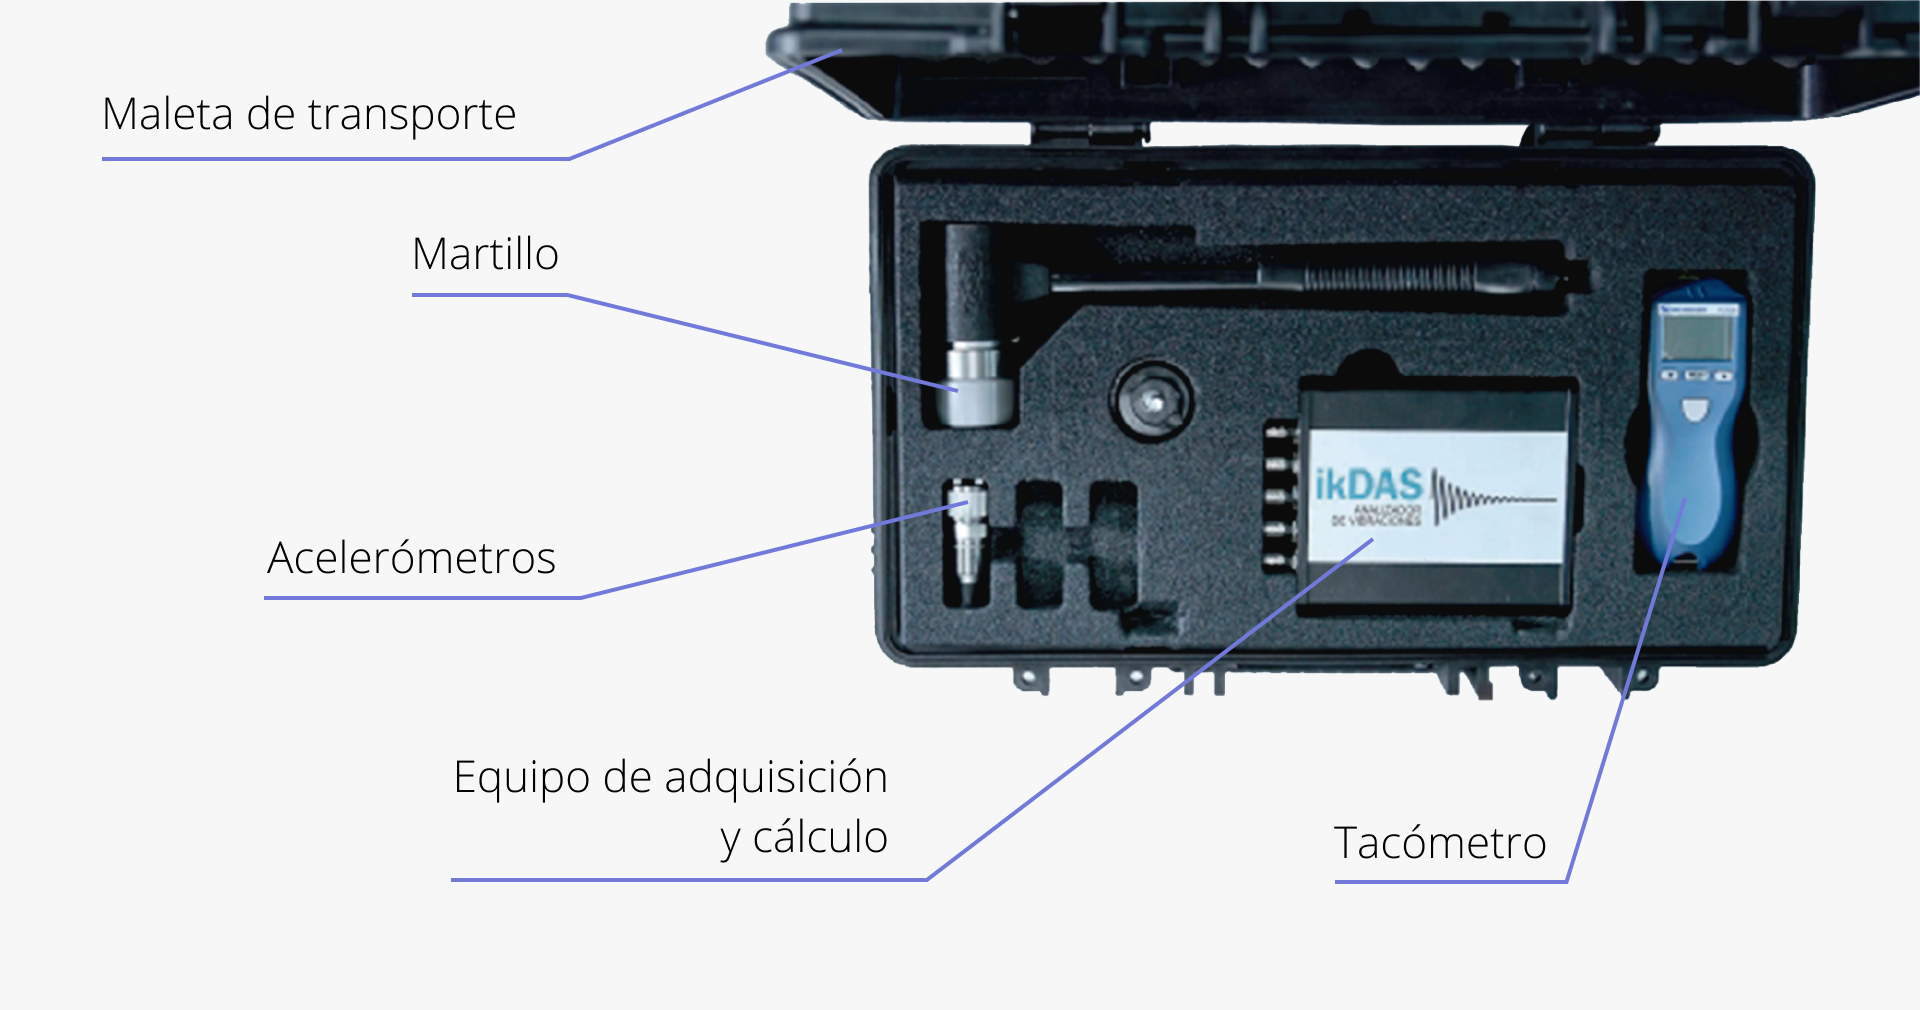 Maleta de transporte
Martillo
Acelerómetros
ikDAS
ANALIZADOR
DE VIBRACIONES
Equipo de adquisición
y cálculo
Tacómetro